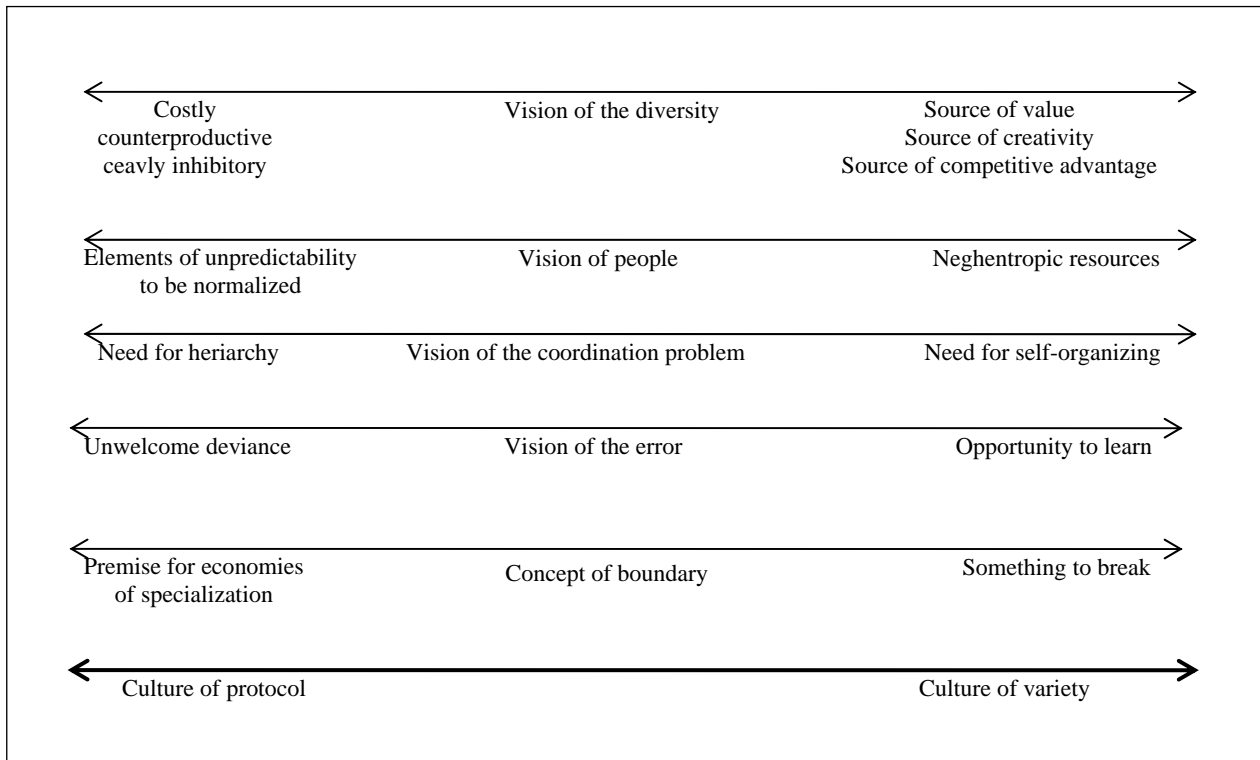 Costly
counterproductive
ceavly inhibitory
Vision of the diversity
Source of value
Source of creativity
Source of competitive advantage
Elements of unpredictability
to be normalized
Vision of people
Neghentropic resources
Need for heriarchy
Vision of the coordination problem
Need for self-organizing
Unwelcome deviance
Vision of the error
Opportunity to learn
Premise for economies
of specialization
Concept of boundary
Something to break
Culture of protocol
Culture of variety